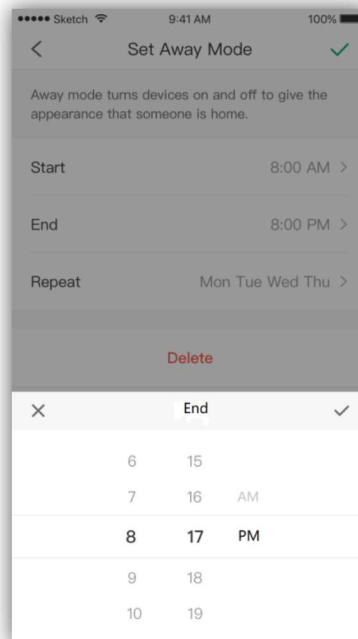 Sketch 9:41 AM 100%
Set Away Mode
Away mode turns devices on and off to give the
appearance that someone is home.
Start 8:00 AM >
End 8:00 PM >
Repeat Mon Tue Wed Thu >
Delete
End
6 15
7 16 AM
8 17 PM
9 18
10 19